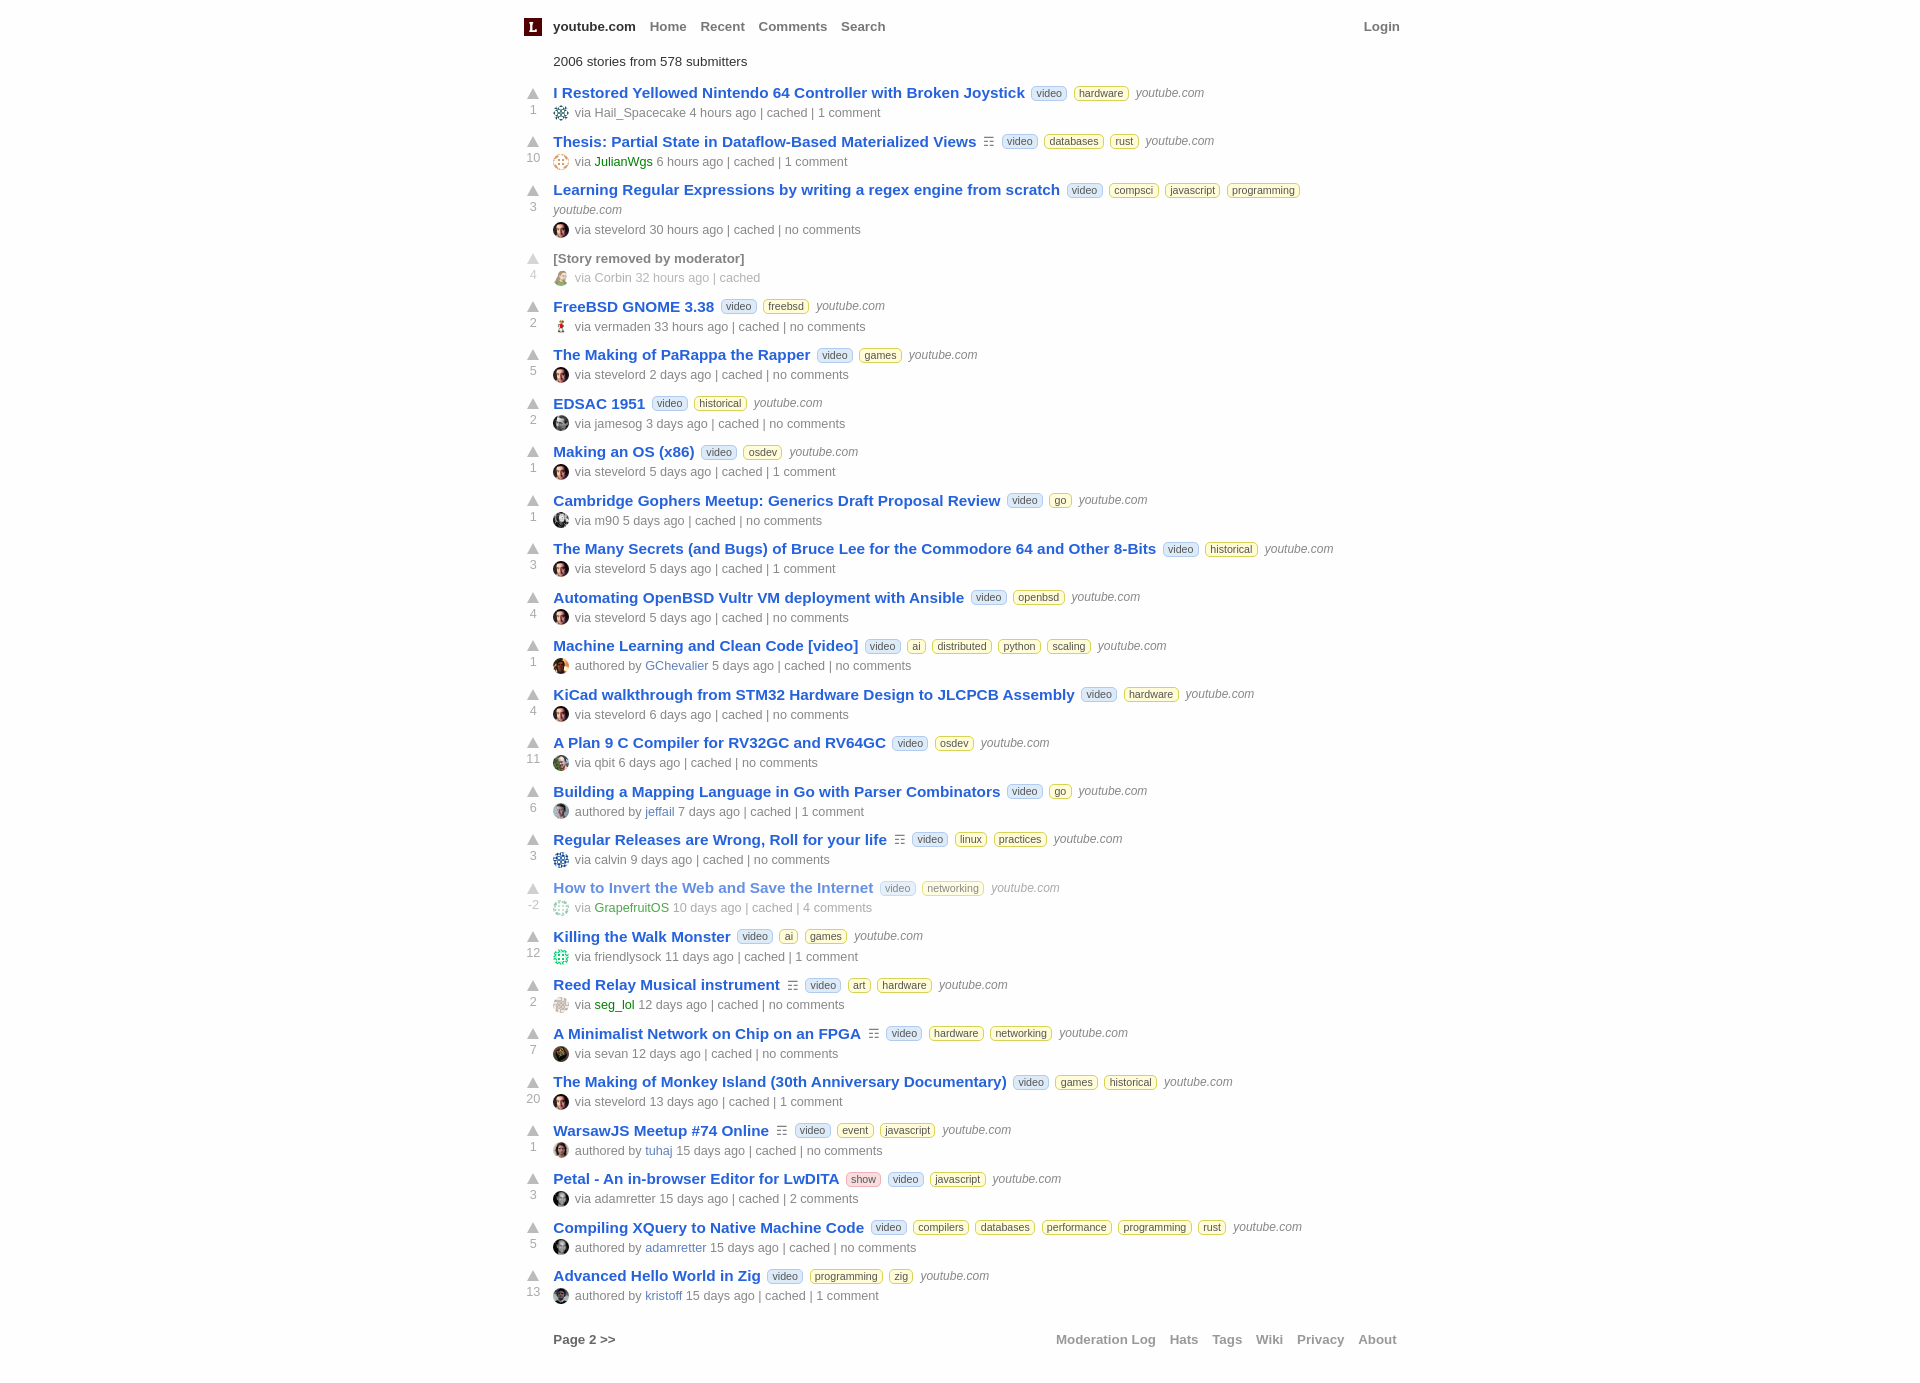 L youtube.com Home Recent Comments Search Login
2006 stories from 578 submitters
I Restored Yellowed Nintendo 64 Controller with Broken Joystick video hardware youtube.com
1 via Hail_Spacecake 4 hours ago | cached | 1 comment
Thesis: Partial State in Dataflow-Based Materialized Views ☶ video databases rust youtube.com
10 via JulianWgs 6 hours ago | cached | 1 comment
Learning Regular Expressions by writing a regex engine from scratch video compsci javascript programming
3 youtube.com
via stevelord 30 hours ago | cached | no comments
[Story removed by moderator]
4 via Corbin 32 hours ago | cached
FreeBSD GNOME 3.38 video freebsd youtube.com
2 via vermaden 33 hours ago | cached | no comments
The Making of PaRappa the Rapper video games youtube.com
5 via stevelord 2 days ago | cached | no comments
EDSAC 1951 video historical youtube.com
2 via jamesog 3 days ago | cached | no comments
Making an OS (x86) video osdev youtube.com
1 via stevelord 5 days ago | cached | 1 comment
Cambridge Gophers Meetup: Generics Draft Proposal Review video go youtube.com
1 via m90 5 days ago | cached | no comments
The Many Secrets (and Bugs) of Bruce Lee for the Commodore 64 and Other 8-Bits video historical youtube.com
3 via stevelord 5 days ago | cached | 1 comment
Automating OpenBSD Vultr VM deployment with Ansible video openbsd youtube.com
4 via stevelord 5 days ago | cached | no comments
Machine Learning and Clean Code [video] video ai distributed python scaling youtube.com
1 authored by GChevalier 5 days ago | cached | no comments
KiCad walkthrough from STM32 Hardware Design to JLCPCB Assembly video hardware youtube.com
4 via stevelord 6 days ago | cached | no comments
A Plan 9 C Compiler for RV32GC and RV64GC video osdev youtube.com
11 via qbit 6 days ago | cached | no comments
Building a Mapping Language in Go with Parser Combinators video go youtube.com
6 authored by jeffail 7 days ago | cached | 1 comment
Regular Releases are Wrong, Roll for your life ☶ video linux practices youtube.com
3 via calvin 9 days ago | cached | no comments
How to Invert the Web and Save the Internet video networking youtube.com
-2 via GrapefruitOS 10 days ago | cached | 4 comments
Killing the Walk Monster video ai games youtube.com
12 via friendlysock 11 days ago | cached | 1 comment
Reed Relay Musical instrument ☶ video art hardware youtube.com
2 via seg_lol 12 days ago | cached | no comments
A Minimalist Network on Chip on an FPGA ☶ video hardware networking youtube.com
7 via sevan 12 days ago | cached | no comments
The Making of Monkey Island (30th Anniversary Documentary) video games historical youtube.com
20 via stevelord 13 days ago | cached | 1 comment
WarsawJS Meetup #74 Online ☶ video event javascript youtube.com
1 authored by tuhaj 15 days ago | cached | no comments
Petal - An in-browser Editor for LwDITA show video javascript youtube.com
3 via adamretter 15 days ago | cached | 2 comments
Compiling XQuery to Native Machine Code video compilers databases performance programming rust youtube.com
5 authored by adamretter 15 days ago | cached | no comments
Advanced Hello World in Zig video programming zig youtube.com
13 authored by kristoff 15 days ago | cached | 1 comment
Page 2 >> Moderation Log Hats Tags Wiki Privacy About